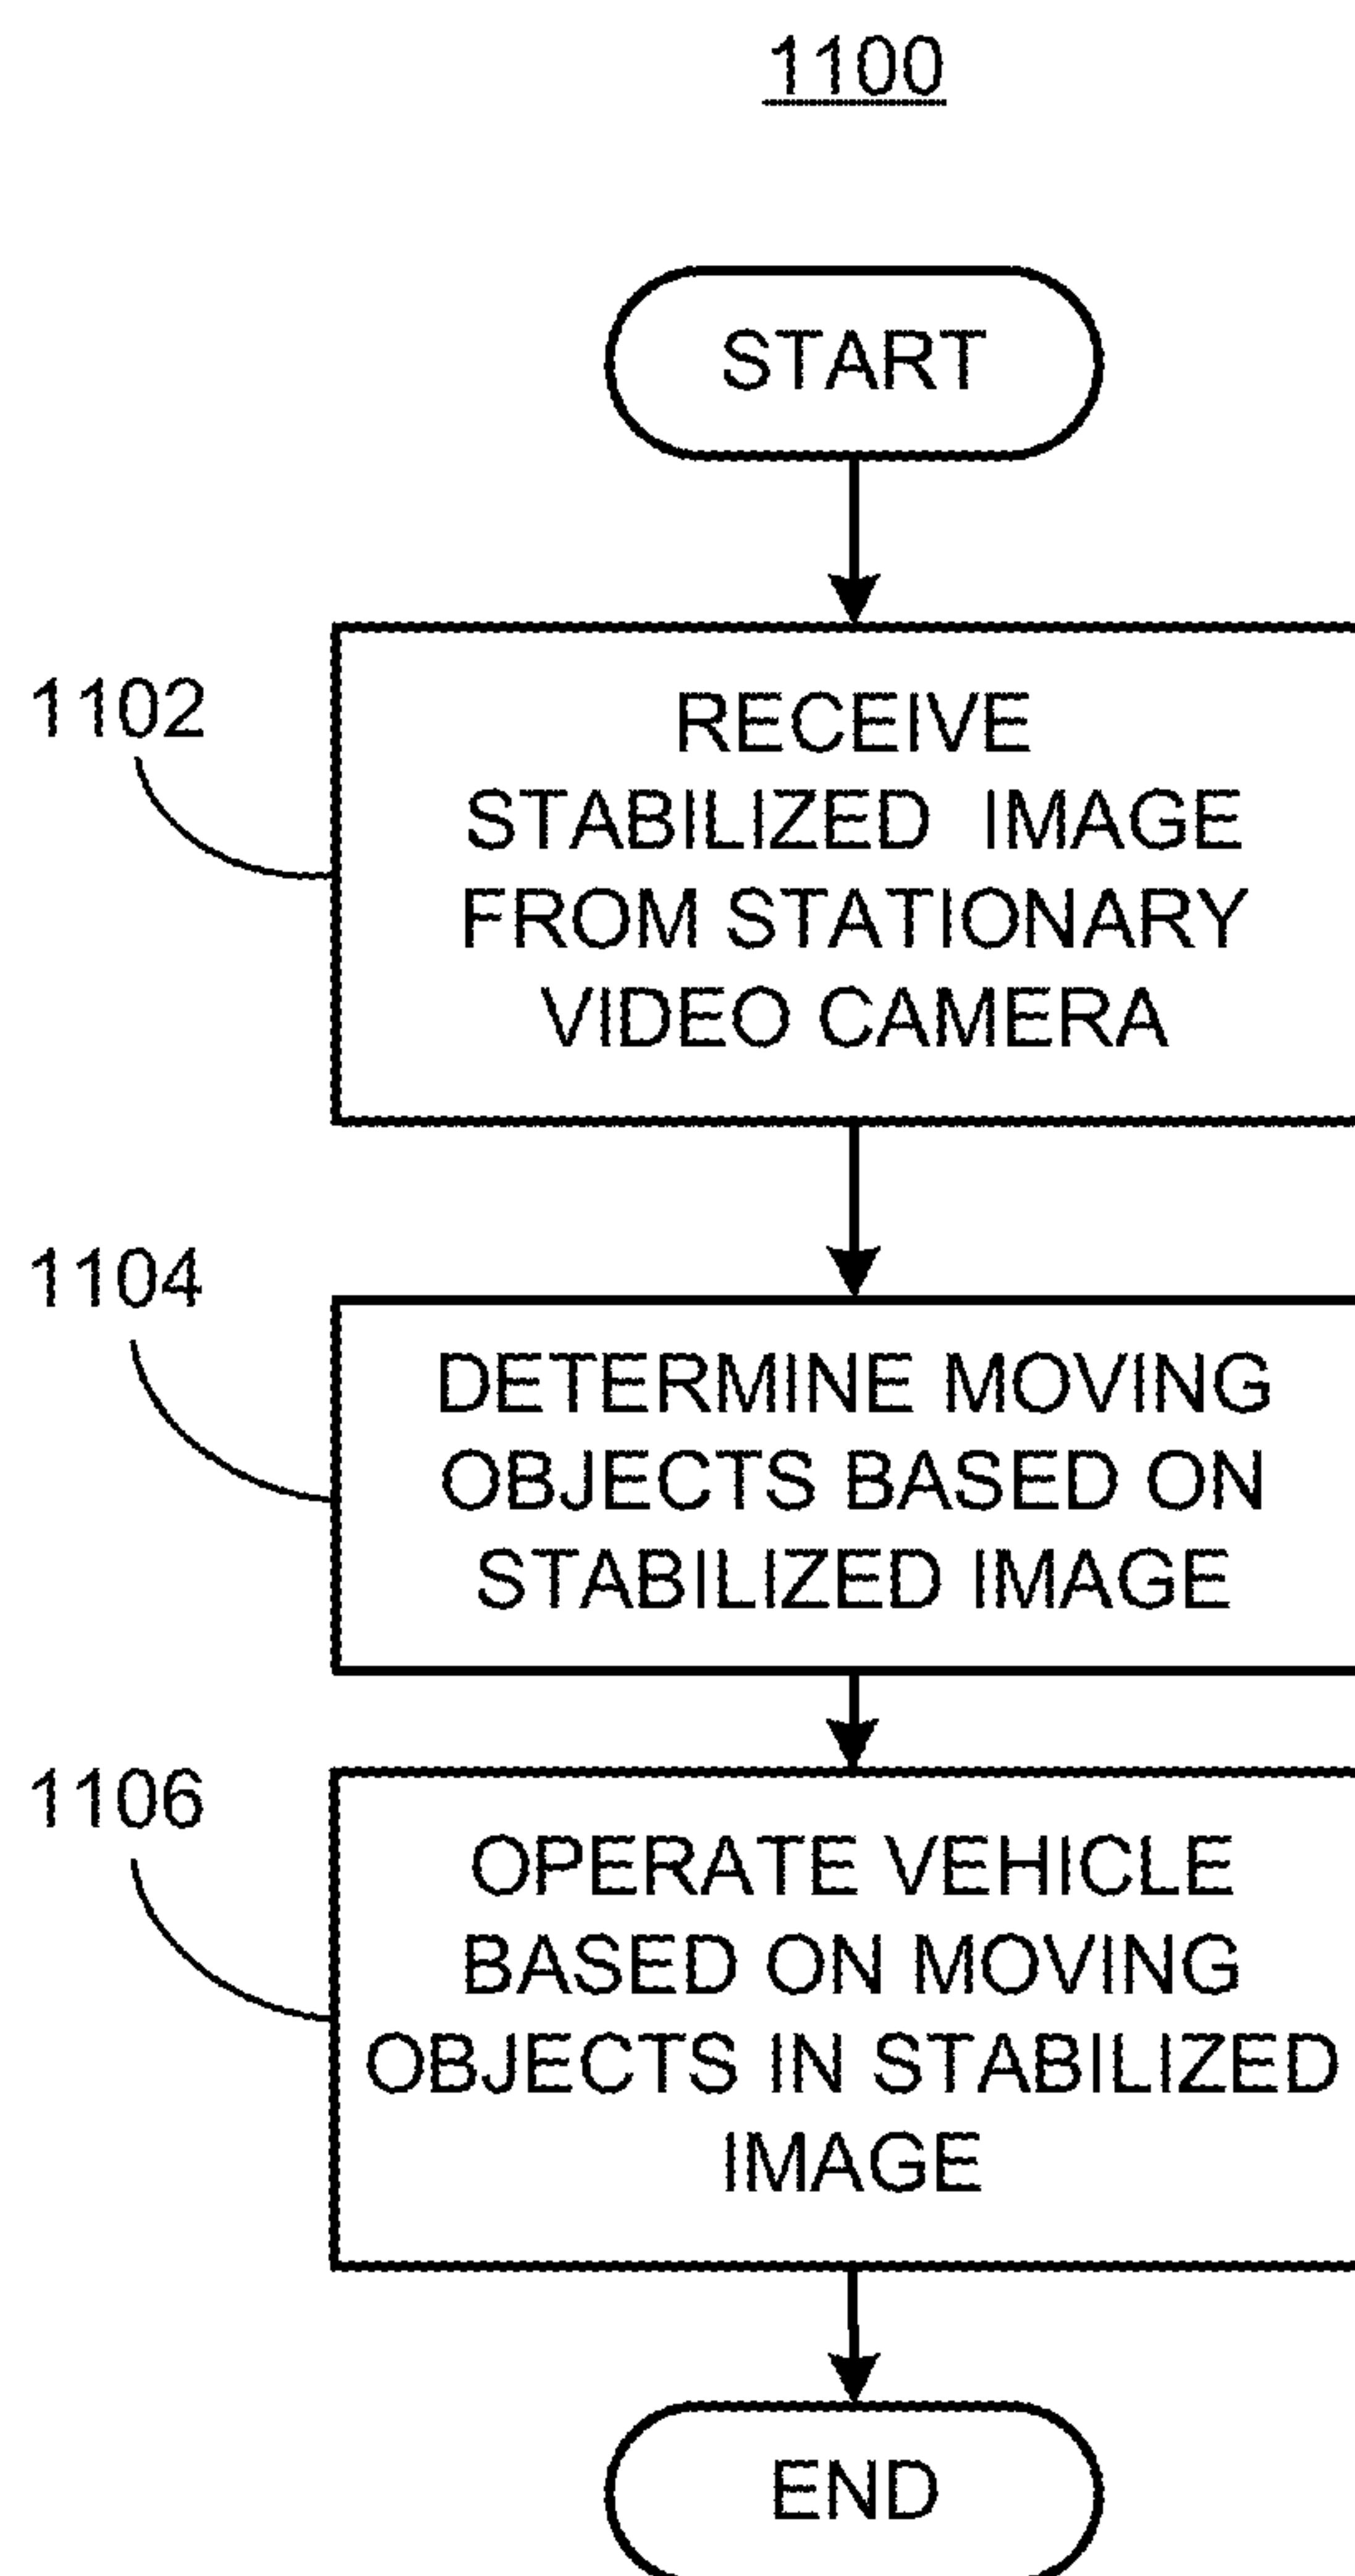 1100
START
1102
RECEIVE
STABILIZED IMAGE
FROM STATIONARY
VIDEO CAMERA
1104
DETERMINE MOVING
OBJECTS BASED ON
STABILIZED IMAGE
1106
OPERATE VEHICLE
BASED ON MOVING
OBJECTS IN STABILIZED
IMAGE
END